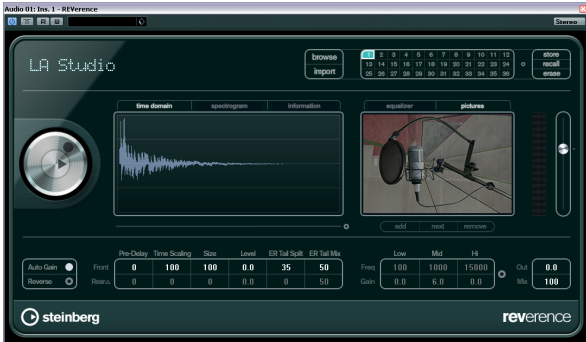 Audio 01: Ins. 1 - REVerence
R W
Stereo
LA Studio
browse
import
1 2 3 4 5 6 7 8 9 10 11 12
13 14 15 16 17 18 19 20 21 22 23 24
25 26 27 28 29 30 31 32 33 34 35 36
store
recall
erase
time domain spectrogram information
equalizer pictures
add next remove
Pre-Delay Time Scaling Size Level ER Tail Split ER Tail Mix
Low Mid Hi
Auto Gain
Front 0 100 100 0.0 35 50
Freq 100 1000 15000
Out 0.0
Reverse
Rear 0 100 100 0.0 0 50
Gain 0.0 6.0 0.0
Mix 100
steinberg
reverence